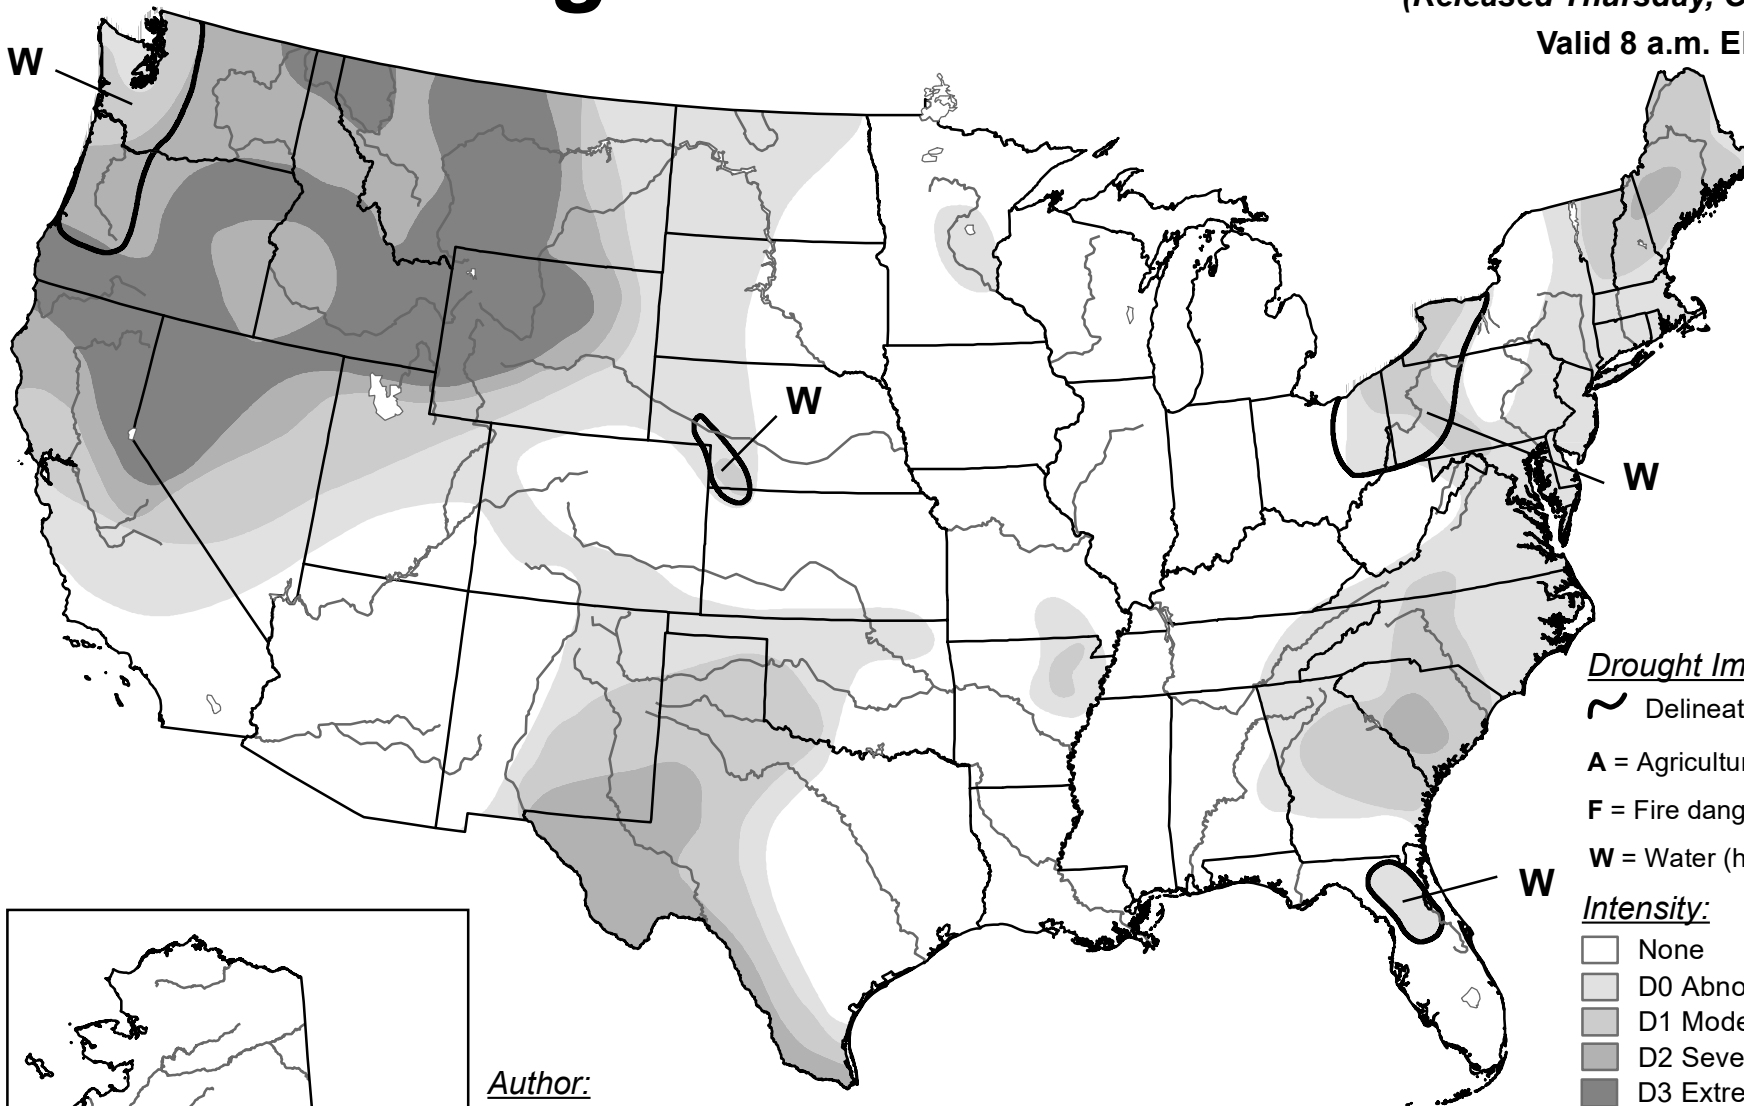 (Released Thursday,
Valid 8 a.m.
W
W
W
W
Drought
Delineat
A = Agricultur
F = Fire dang
W = Water (h
Intensity:
None
D0 Abno
D1 Mode
D2 Seve
D3 Extre
Author: